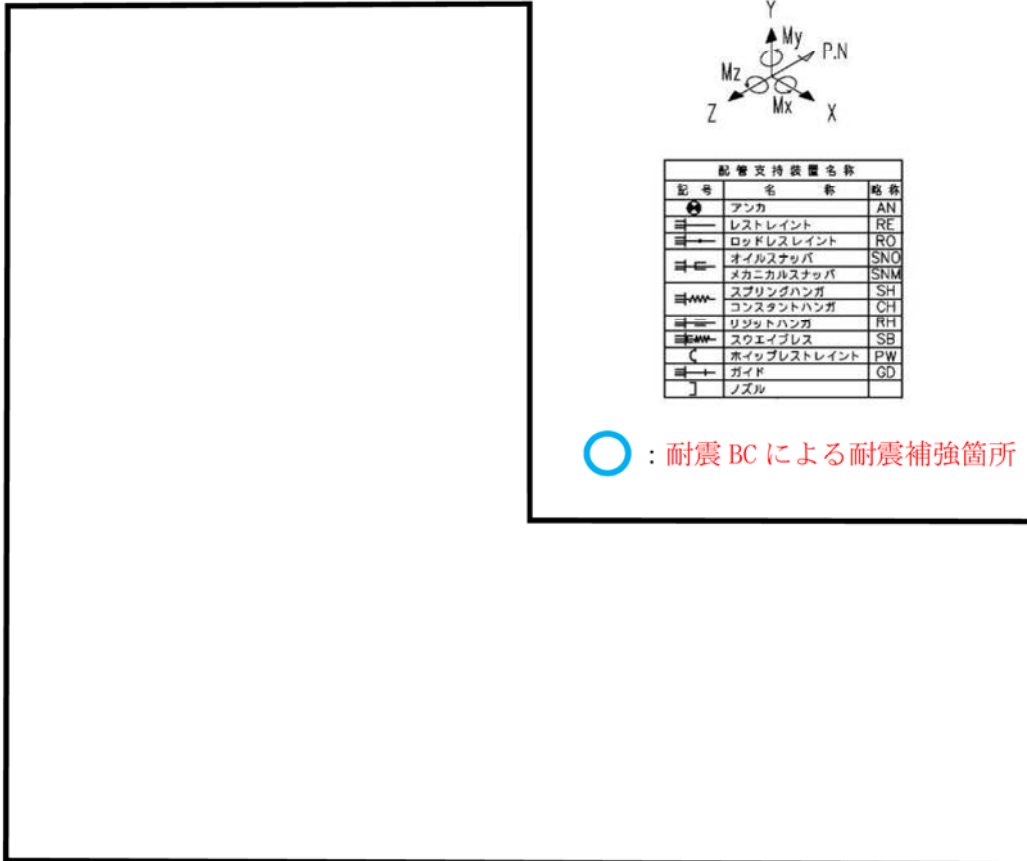 Y
My
P.N
Mz
Z
Mx
X
配管支持装置名称
記号 名称 略称
アンカ AN
レストレイント RE
ロッドレスレイント RO
オイルスナッバ SNO
メカニカルスナッバ SNM
スプリングハンガ SH
コンスタントハンガ CH
リジットハンガ RH
スウエイブレス SB
ホイップレストレイント PW
ガイド GD
ノズル
：耐震 BC による耐震補強箇所